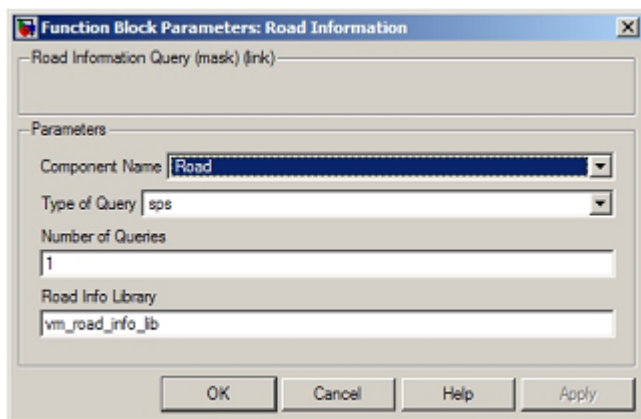 Function Block Parameters: Road Information
Road Information Query (mask) (link)
Parameters
Component Name Road
Type of Query sps
Number of Queries
1
Road Info Library
vm_road_info_lib
OK Cancel Help Apply